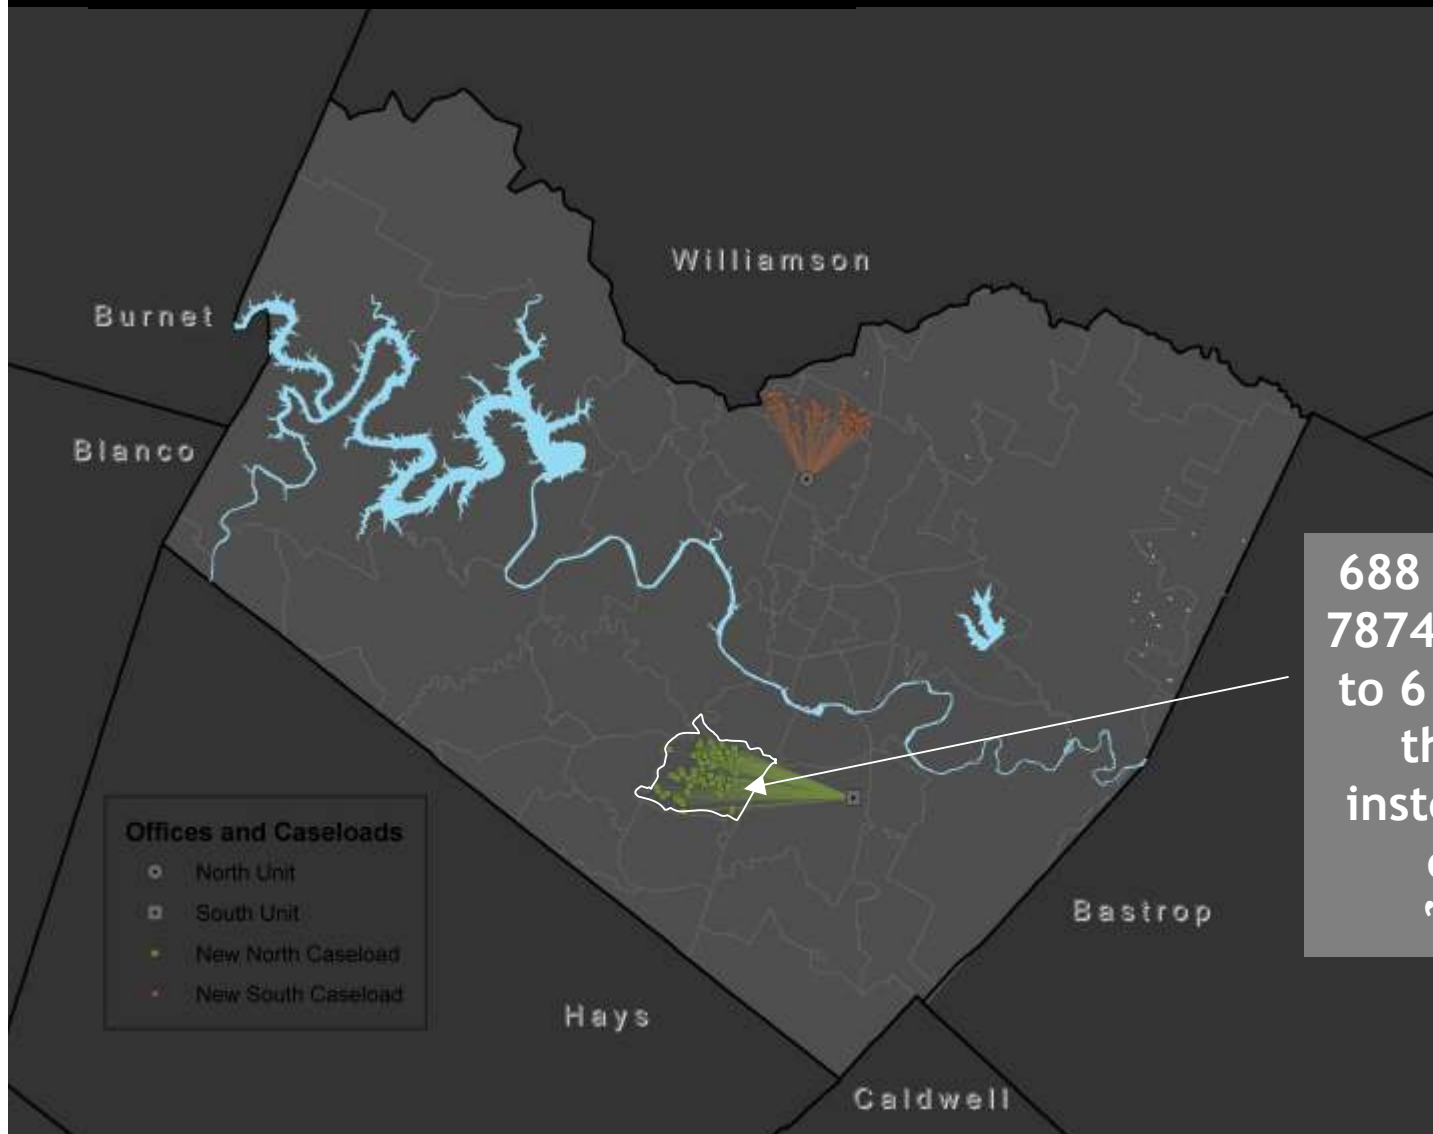 Williamson
Burnet
Blanco
688
7874
to 6
th
inst
Offices and Caseloads
North Unit
South Unit
New North Caseload
New South Caseload
Bastrop
Hays
Caldwell